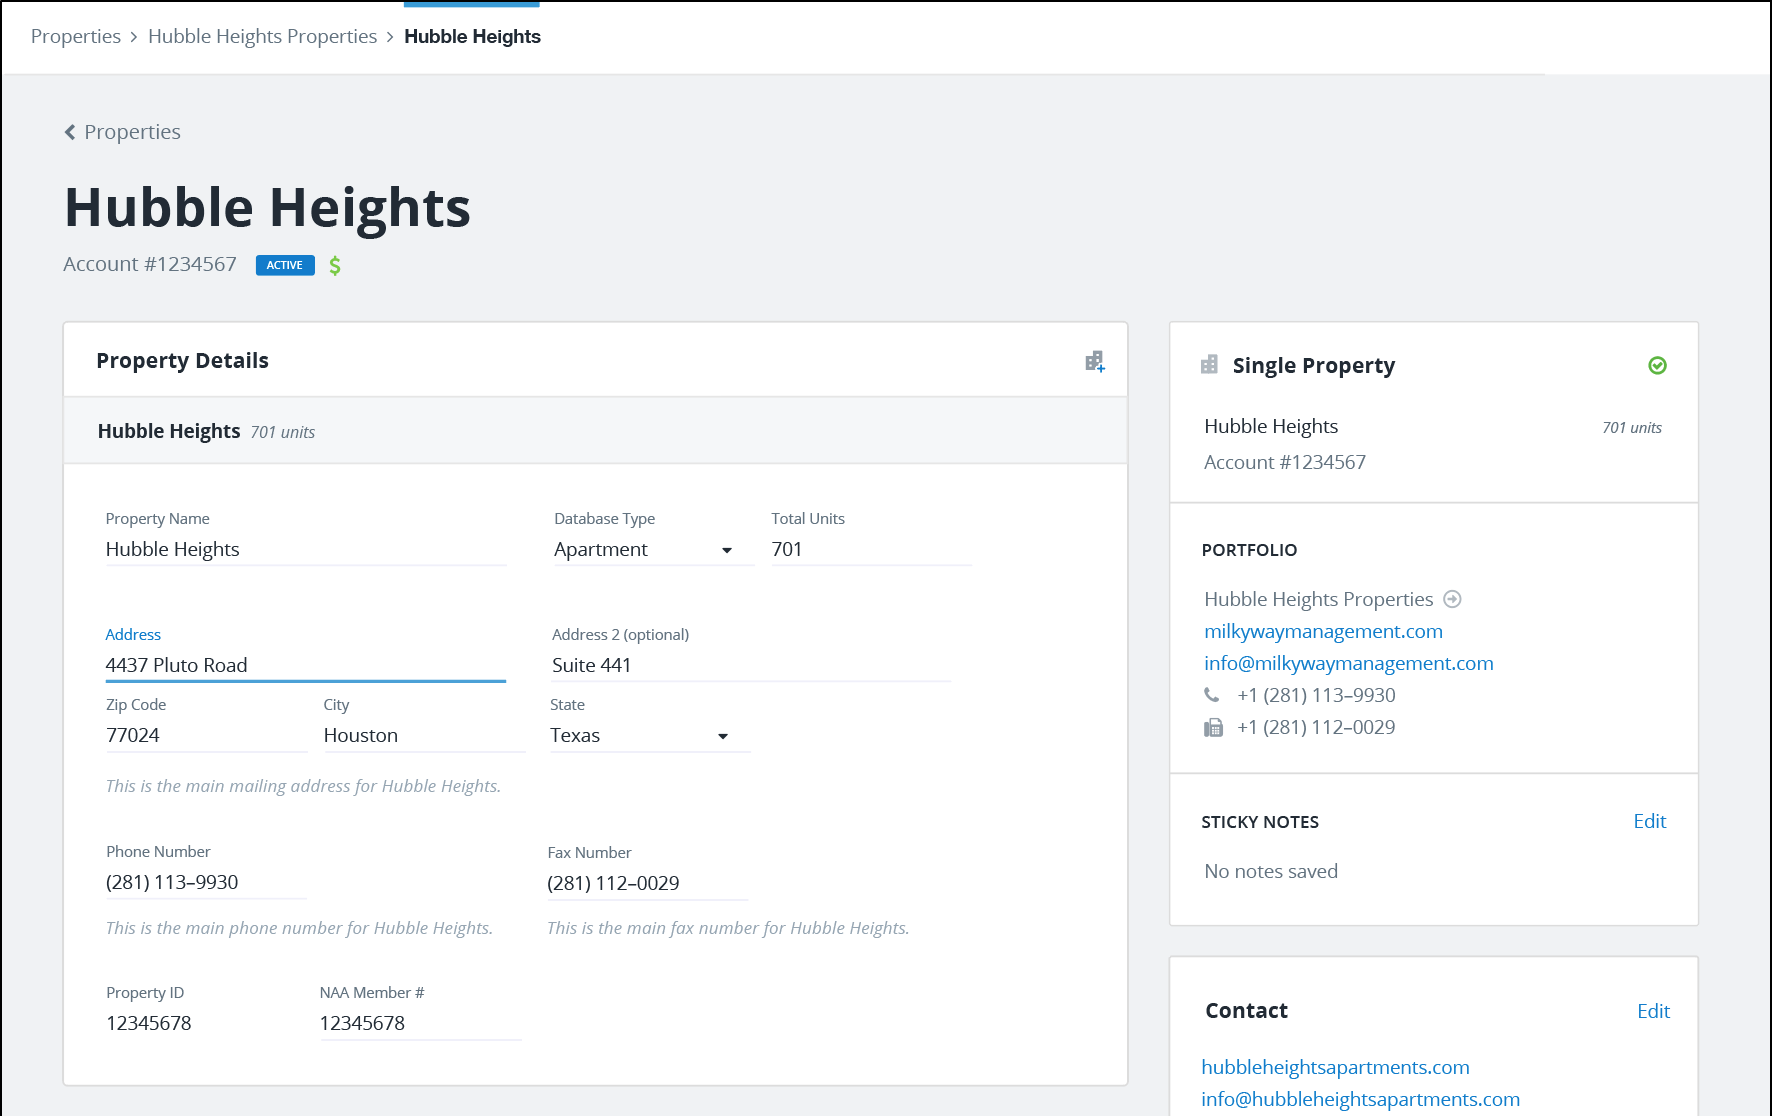 Properties > Hubble Heights Properties > Hubble Heights
Properties
Hubble Heights
Account #1234567 ACTIVE $
Property Details
Hubble Heights 701 units
Property Name Database Type Total Units
Hubble Heights Apartment 701
Address Address 2 (optional)
4437 Pluto Road Suite 441
Zip Code City State
77024 Houston Texas
This is the main mailing address for Hubble Heights.
Phone Number Fax Number
(281) 113–9930 (281) 112–0029
This is the main phone number for Hubble Heights. This is the main fax number for Hubble Heights.
Property ID NAA Member #
12345678 12345678
Single Property
Hubble Heights 701 units
Account #1234567
PORTFOLIO
Hubble Heights Properties
milkywaymanagement.com
info@milkywaymanagement.com
+1 (281) 113–9930
+1 (281) 112–0029
STICKY NOTES Edit
No notes saved
Contact Edit
hubbleheightsapartments.com
info@hubbleheightsapartments.com